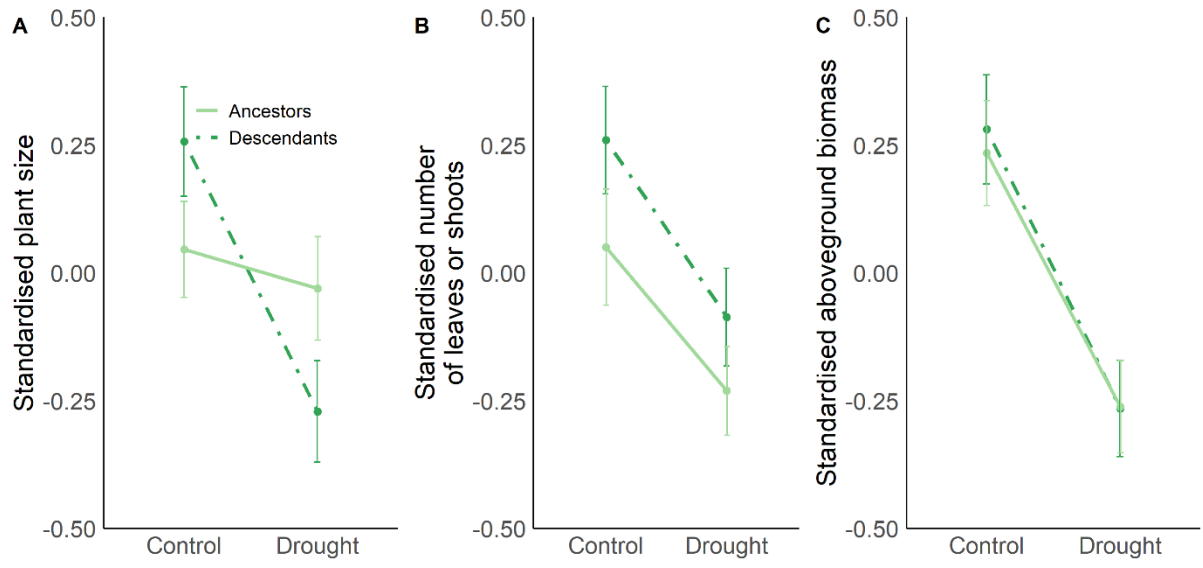 A
Standardised plant size
0.50
0.25
0.00
-0.25
-0.50
Ancestors
Descendants
Control
Drought
B
Standardised number
of leaves or shoots
0.50
0.25
0.00
-0.25
-0.50
Control
Drought
C
Standardised aboveground biomass
0.50
0.25
0.00
-0.25
-0.50
Control
Drought